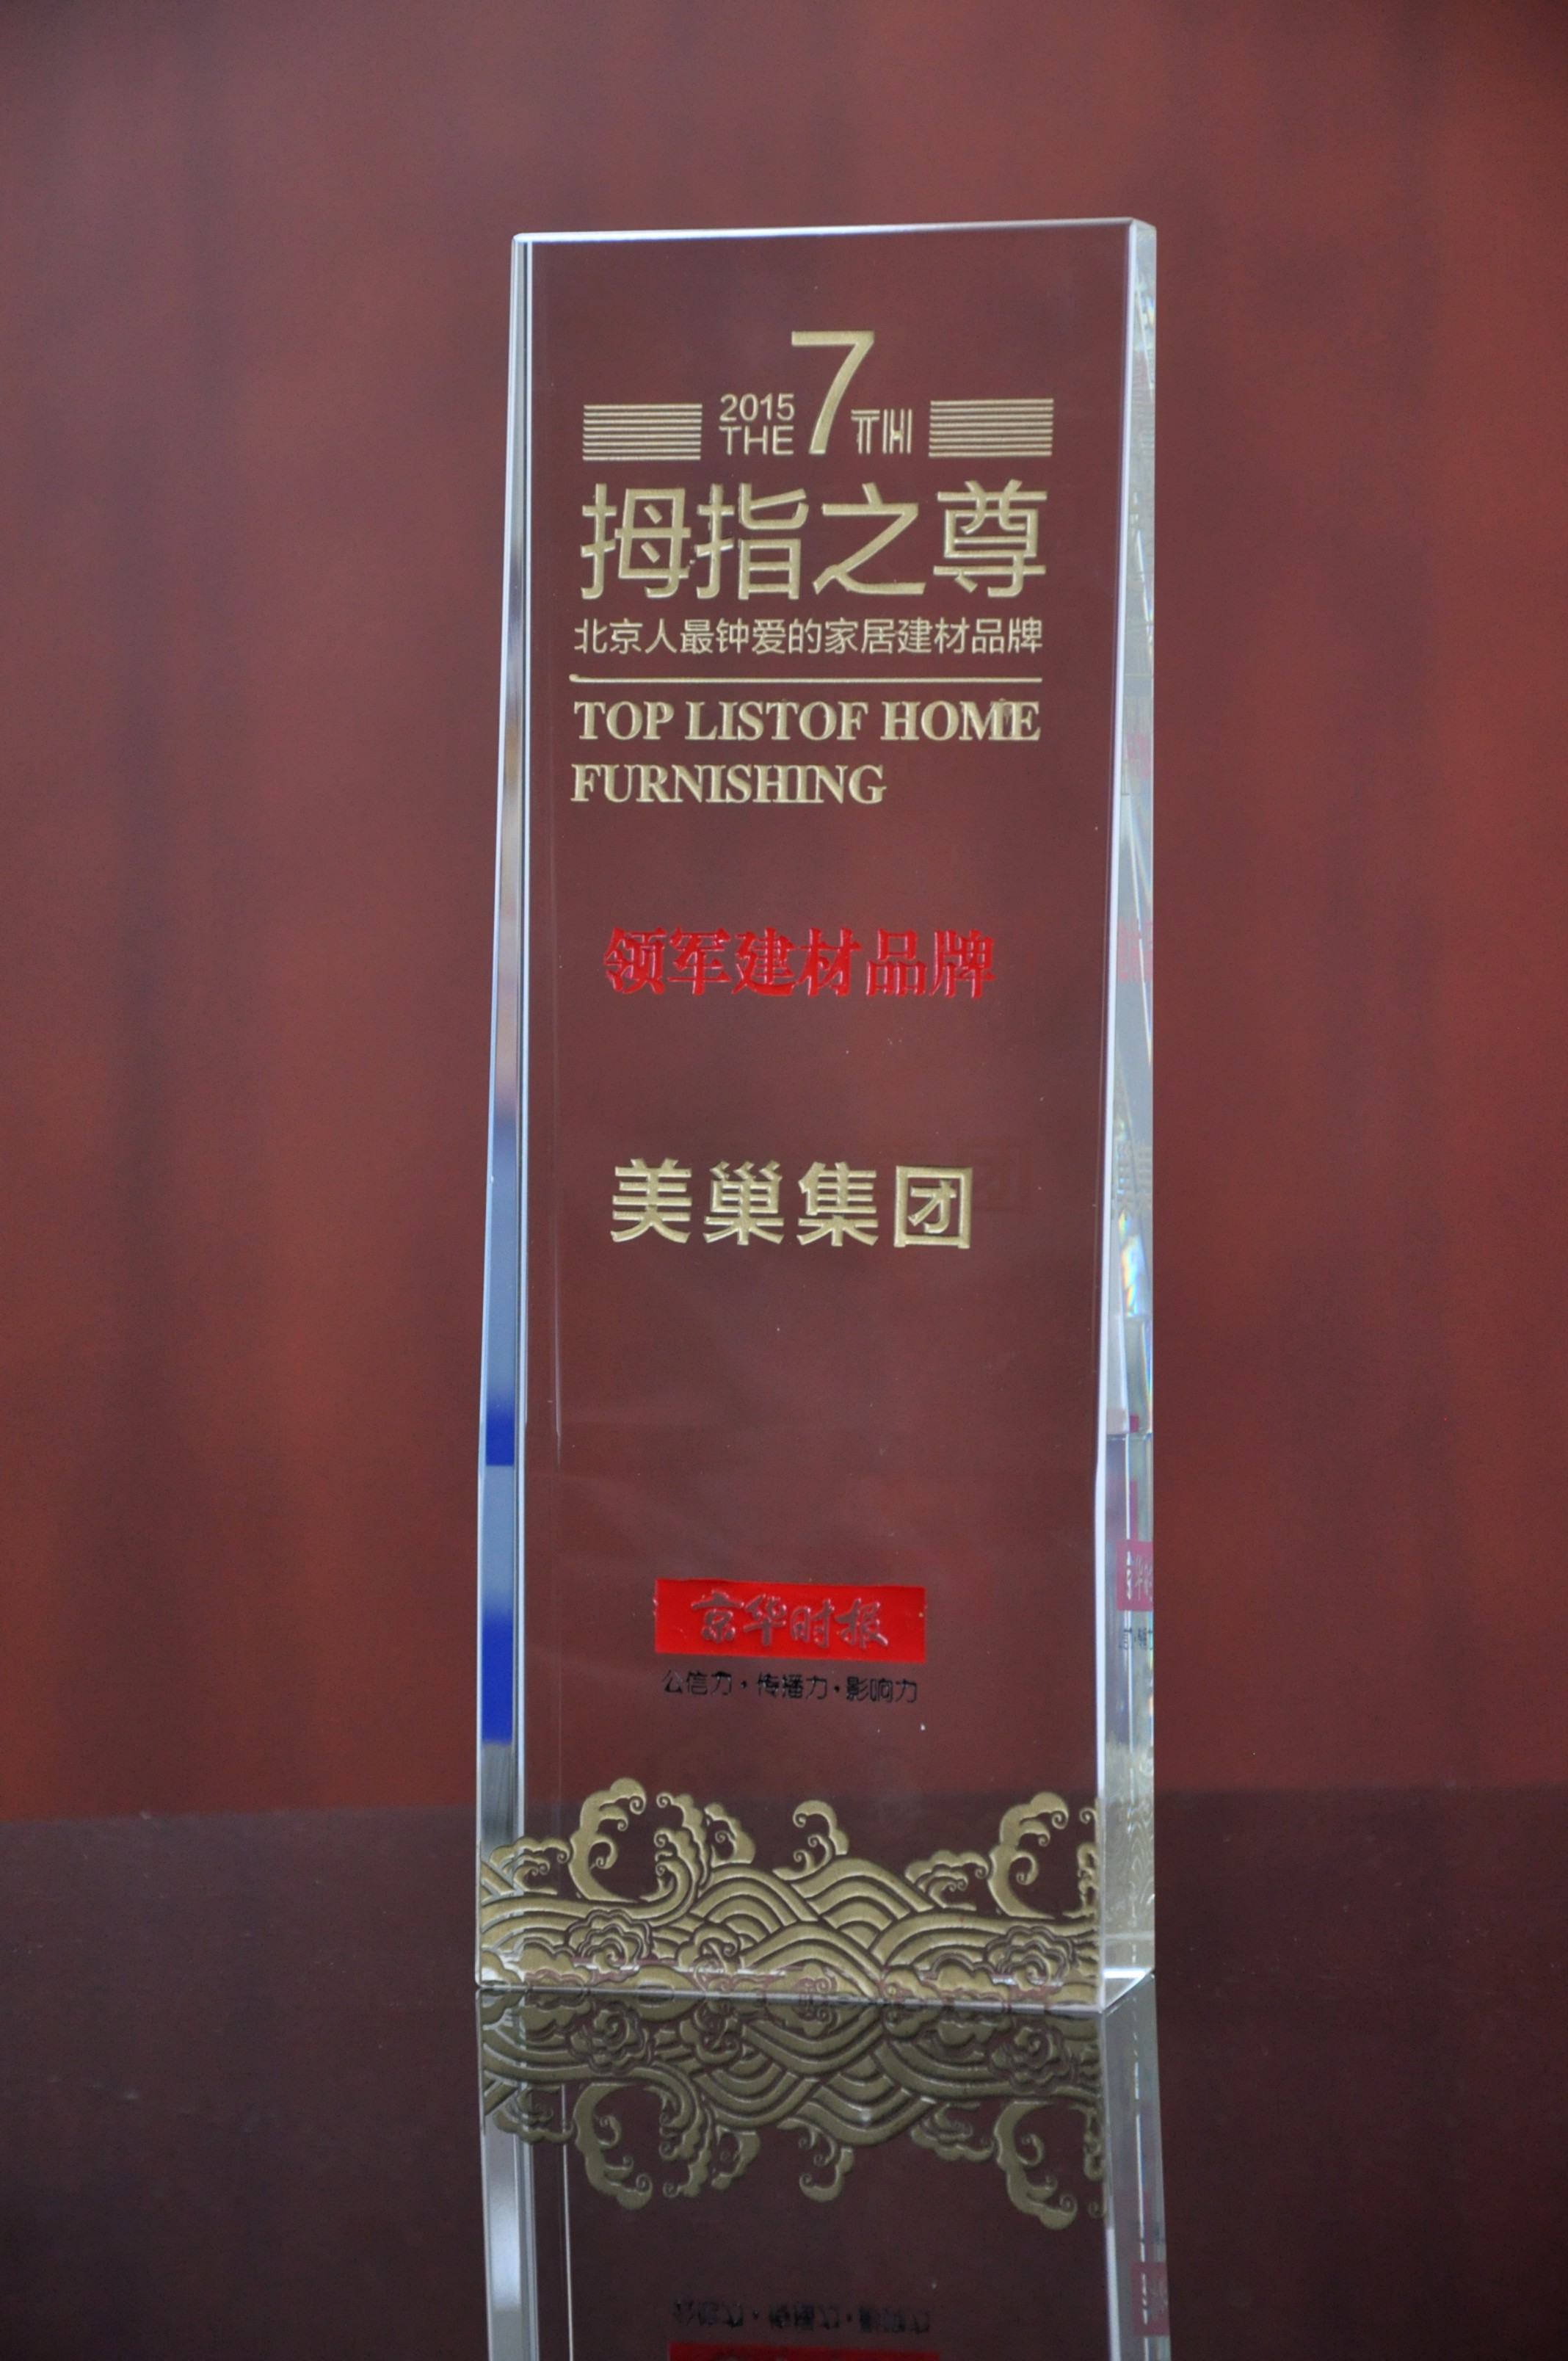 2015
THE 7TH
拇指之尊
北京人最钟爱的家居建材品牌
TOP LISTOF HOME
FURNISHING
领军建材品牌
美巢集团
京华时报
公信力·传播力·影响力